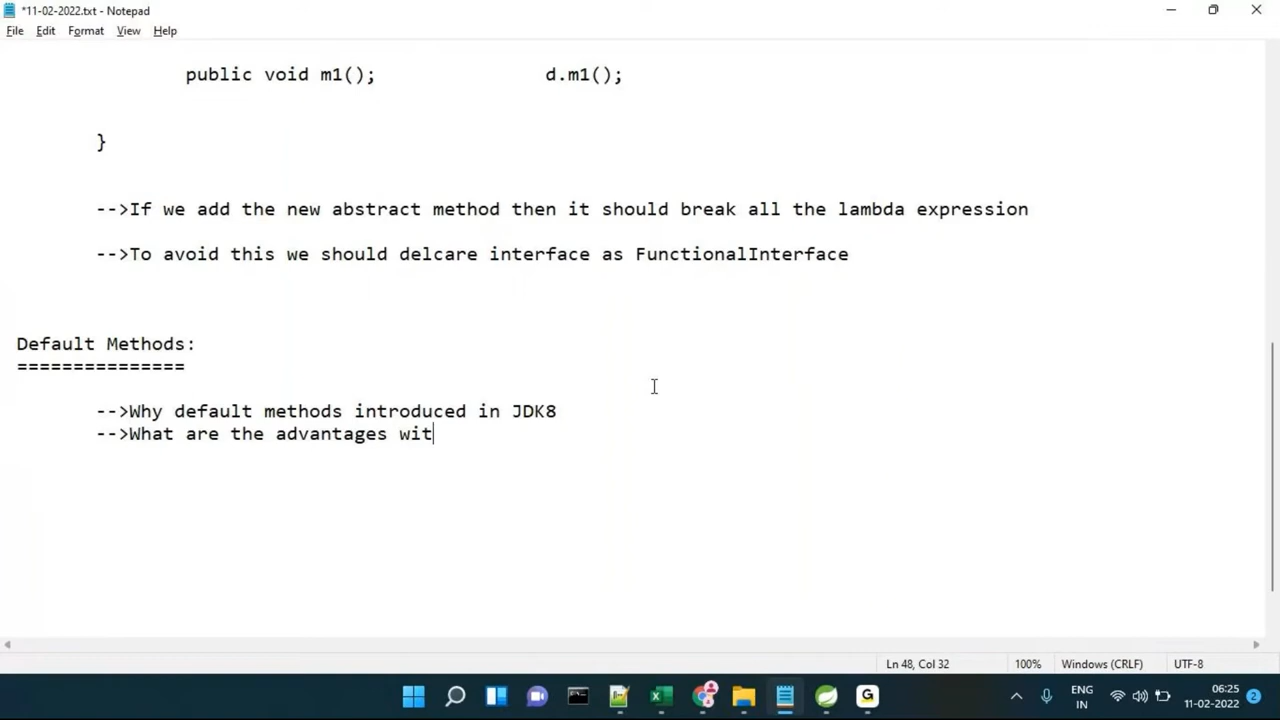 *11-02-2022.txt - Notepad
File Edit Format View Help
public void m1(); d.m1();
}
-->If we add the new abstract method then it should break all the lambda expression
-->To avoid this we should delcare interface as FunctionalInterface
Default Methods:
===============
-->Why default methods introduced in JDK8
-->What are the advantages wit
Ln 48, Col 32 100% Windows (CRLF) UTF-8
ENG 06:25
IN 11-02-2022 2